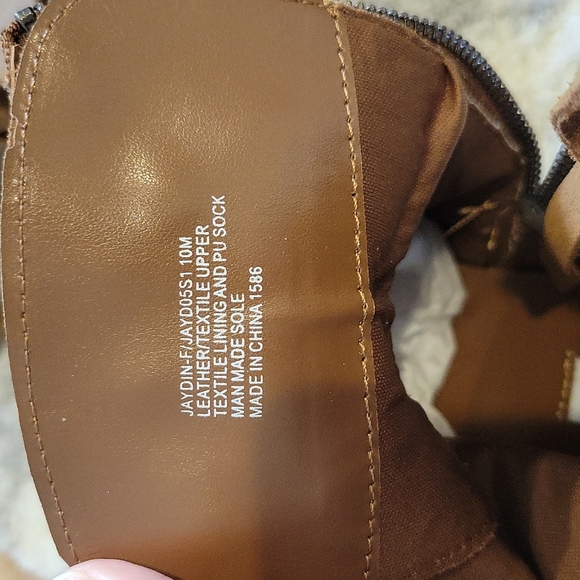 JAYDIN-F/JAYD05S1 10M
LEATHER/TEXTILE UPPER
TEXTILE LINING AND PU SOCK
MAN MADE SOLE
MADE IN CHINA 1586